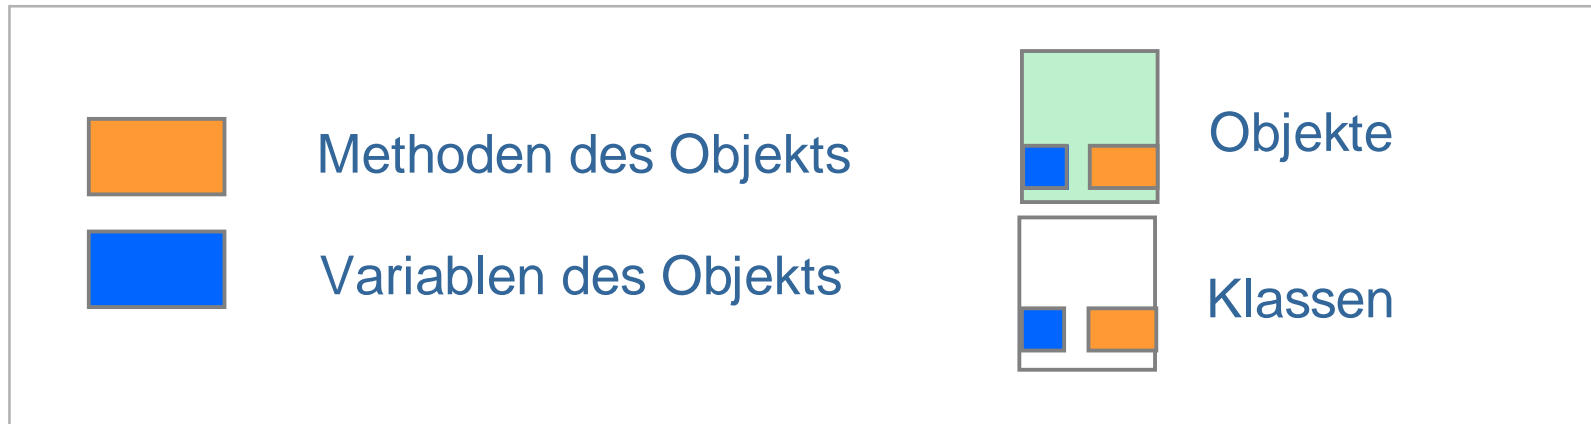 Methoden des Objekts
Variablen des Objekts
Objekte
Klassen